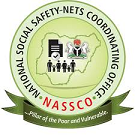 NATIONAL SOCIAL SAFETY-NETS COORDINATING OFFICE
NASSCO
...Pillar of the Poor and Vulnerable.